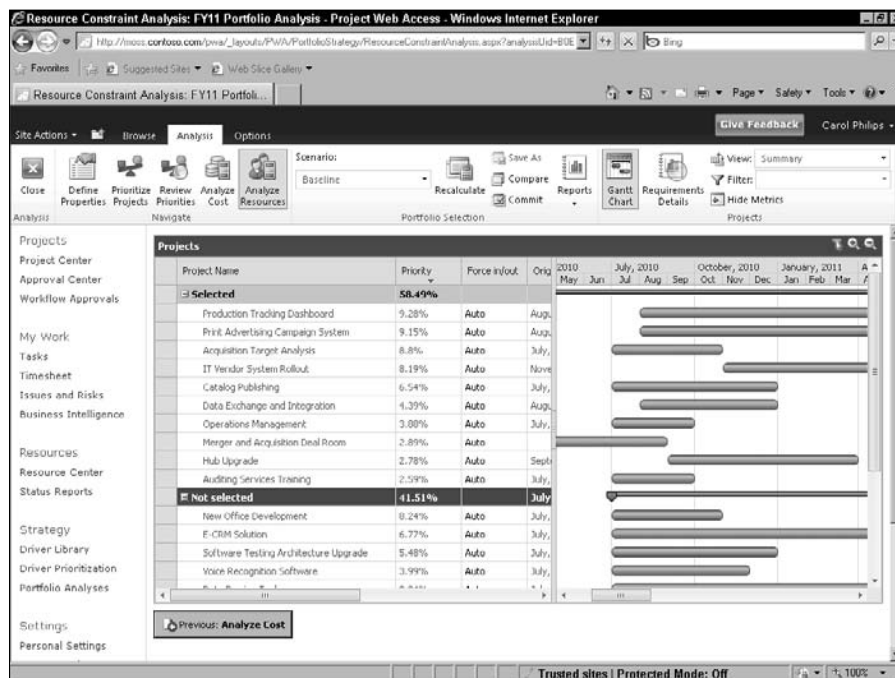 Resource Constraint Analysis: FY11 Portfolio Analysis - Project Web Access - Windows Internet Explorer
http://moss.contoso.com/pwa/_layouts/PWA/PortfolioStrategy/ResourceConstraintAnalysis.aspx?analysisUid=B0E
Bing
Favorites Suggested Sites Web Slice Gallery
Resource Constraint Analysis: FY11 Portfoli...
Page Safety Tools
Site Actions Browse Analysis Options
Give Feedback Carol Philips
Close
Define Properties
Prioritize Projects
Review Priorities
Analyze Cost
Analyze Resources
Scenario:
Baseline
Recalculate
Save As
Compare
Commit
Reports
Gantt Chart
Requirements Details
View: Summary
Filter:
Hide Metrics
Analysis Navigate Portfolio Selection Projects
Projects
Project Center
Approval Center
Workflow Approvals
My Work
Tasks
Timesheet
Issues and Risks
Business Intelligence
Resources
Resource Center
Status Reports
Strategy
Driver Library
Driver Prioritization
Portfolio Analyses
Settings
Personal Settings
Projects
Project Name Priority Force in/out Orig
2010 July, 2010 October, 2010 January, 2011 A
May Jun Jul Aug Sep Oct Nov Dec Jan Feb Mar
Selected 58.49%
Production Tracking Dashboard 9.28% Auto Augu
Print Advertising Campaign System 9.15% Auto Augu
Acquisition Target Analysis 8.8% Auto July,
IT Vendor System Rollout 8.19% Auto Nove
Catalog Publishing 6.54% Auto July,
Data Exchange and Integration 4.39% Auto Augu
Operations Management 3.88% Auto July,
Merger and Acquisition Deal Room 2.89% Auto
Hub Upgrade 2.78% Auto Septe
Auditing Services Training 2.59% Auto July,
Not selected 41.51% July
New Office Development 8.24% Auto July,
E-CRM Solution 6.77% Auto July,
Software Testing Architecture Upgrade 5.48% Auto July,
Voice Recognition Software 3.99% Auto July,
Previous: Analyze Cost
Trusted sites | Protected Mode: Off 100%